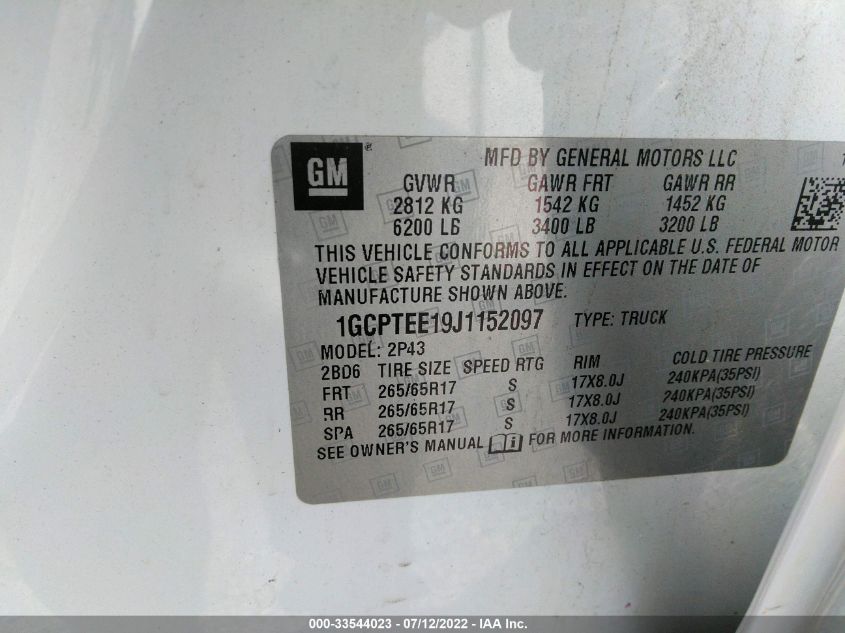 GM
MFD BY GENERAL MOTORS LLC
GVWR GAWR FRT GAWR RR
2812 KG 1542 KG 1452 KG
6200 LB 3400 LB 3200 LB
THIS VEHICLE CONFORMS TO ALL APPLICABLE U.S. FEDERAL MOTOR
VEHICLE SAFETY STANDARDS IN EFFECT ON THE DATE OF
MANUFACTURE SHOWN ABOVE.
1GCPTEE19J1152097 TYPE: TRUCK
MODEL: 2P43
2BD6 TIRE SIZE SPEED RTG RIM COLD TIRE PRESSURE
FRT 265/65R17 S 17X8.0J 240KPA(35PSI)
RR 265/65R17 S 17X8.0J 240KPA(35PSI)
SPA 265/65R17 S 17X8.0J 240KPA(35PSI)
SEE OWNER'S MANUAL FOR MORE INFORMATION.
000-33544023 - 07/12/2022 - IAA Inc.